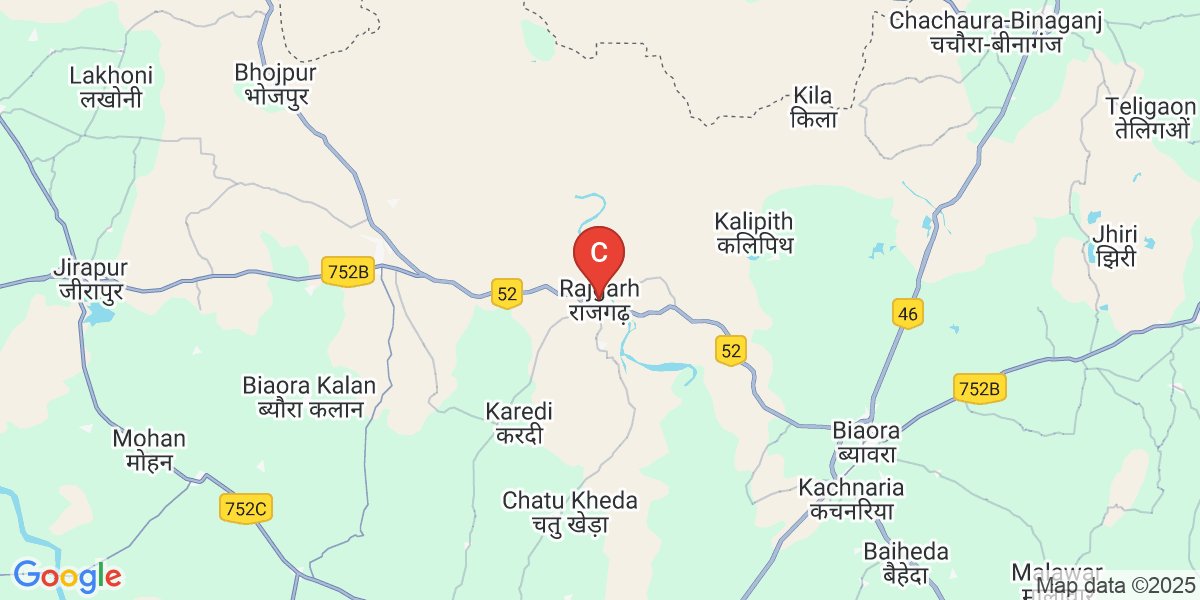 Chachaura-Binaganj
चचौरा-बीनागंज
Lakhoni
लखोनी
Bhojpur
भोजपुर
Kila
किला
Teligaon
तेलिगओं
Kalipith
कलिपिथ
Jhiri
झिरी
C
Jirapur
जीरापुर
752B
52
Rajgarh
राजगढ़
46
52
Biaora Kalan
ब्यौरा कलान
752B
Karedi
करदी
Mohan
मोहन
Biaora
ब्यावरा
Chatu Kheda
चतु खेड़ा
Kachnaria
कचनरिया
752C
Baiheda
बैहेदा
Malawar
Google
Map data ©2025